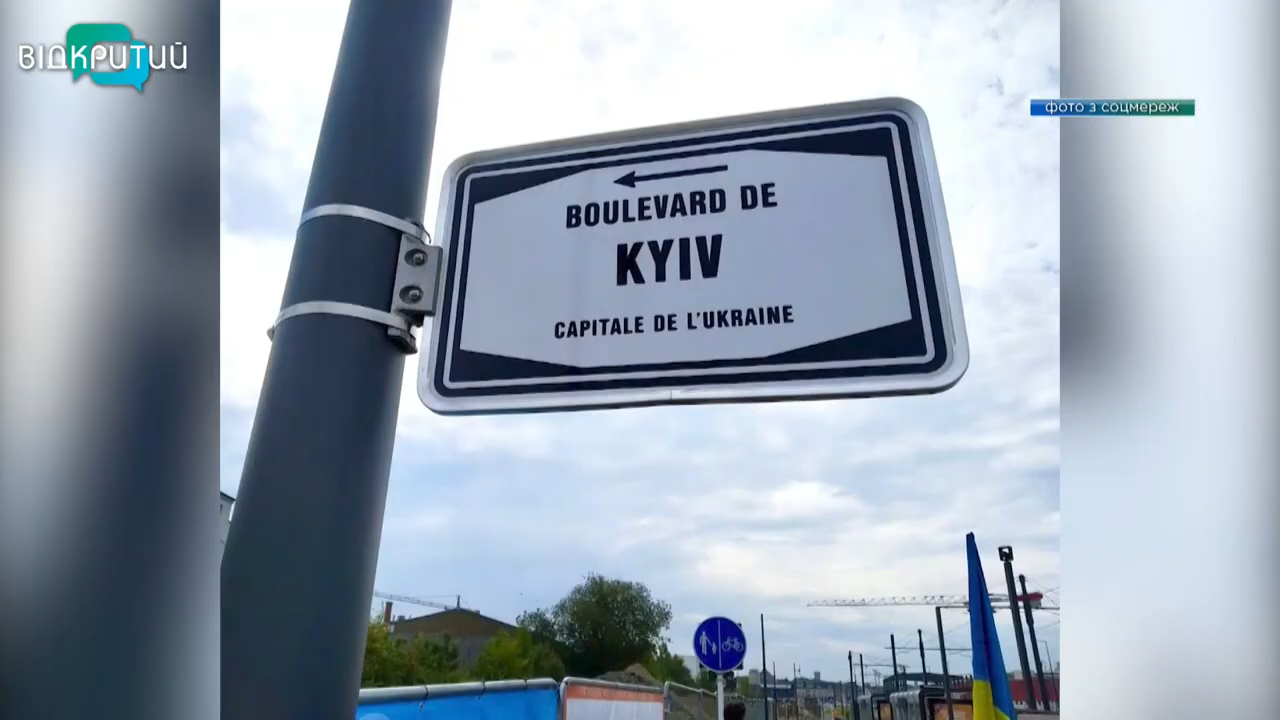 ВІДКРИТИЙ
фото з соцмереж
BOULEVARD DE
KYIV
CAPITALE DE L'UKRAINE